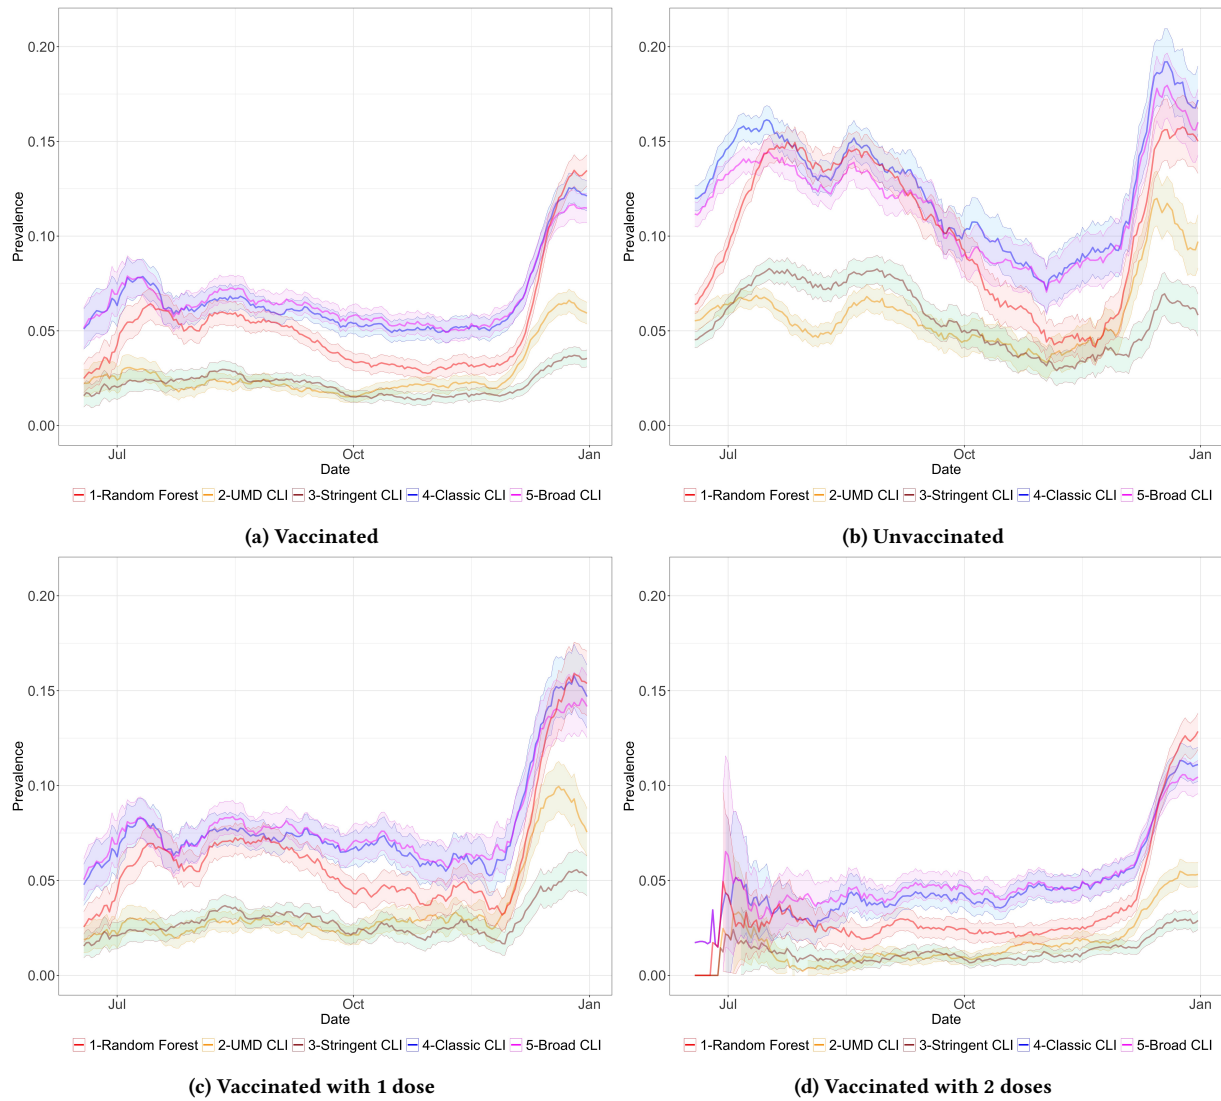 0.20
0.15
0.10
0.05
0.00
Prevalence
Jul
Oct
Jan
Date
1-Random Forest 2-UMD CLI 3-Stringent CLI 4-Classic CLI 5-Broad CLI
(a) Vaccinated
0.20
0.15
0.10
0.05
0.00
Prevalence
Jul
Oct
Jan
Date
1-Random Forest 2-UMD CLI 3-Stringent CLI 4-Classic CLI 5-Broad CLI
(b) Unvaccinated
0.20
0.15
0.10
0.05
0.00
Prevalence
Jul
Oct
Jan
Date
1-Random Forest 2-UMD CLI 3-Stringent CLI 4-Classic CLI 5-Broad CLI
(c) Vaccinated with 1 dose
0.20
0.15
0.10
0.05
0.00
Prevalence
Jul
Oct
Jan
Date
1-Random Forest 2-UMD CLI 3-Stringent CLI 4-Classic CLI 5-Broad CLI
(d) Vaccinated with 2 doses